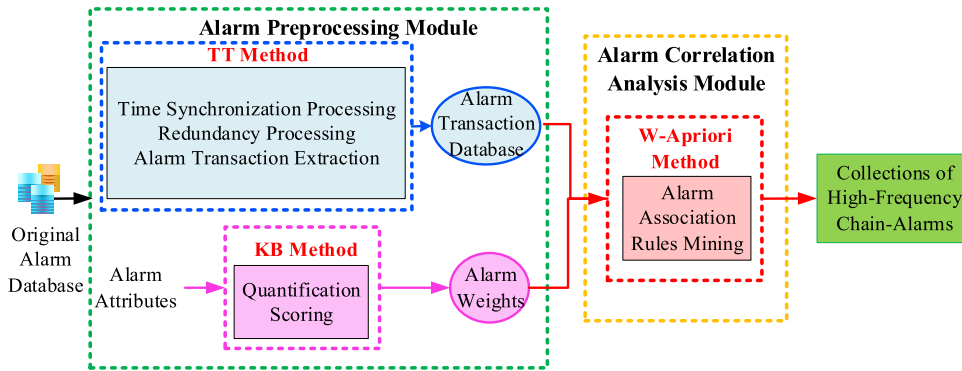 Alarm Preprocessing Module
TT Method
Time Synchronization Processing
Redundancy Processing
Alarm Transaction Extraction
Alarm
Transaction
Database
Original
Alarm
Database
Alarm
Attributes
KB Method
Quantification
Scoring
Alarm
Weights
Alarm Correlation
Analysis Module
W-Apriori
Method
Alarm
Association
Rules Mining
Collections of
High-Frequency
Chain-Alarms